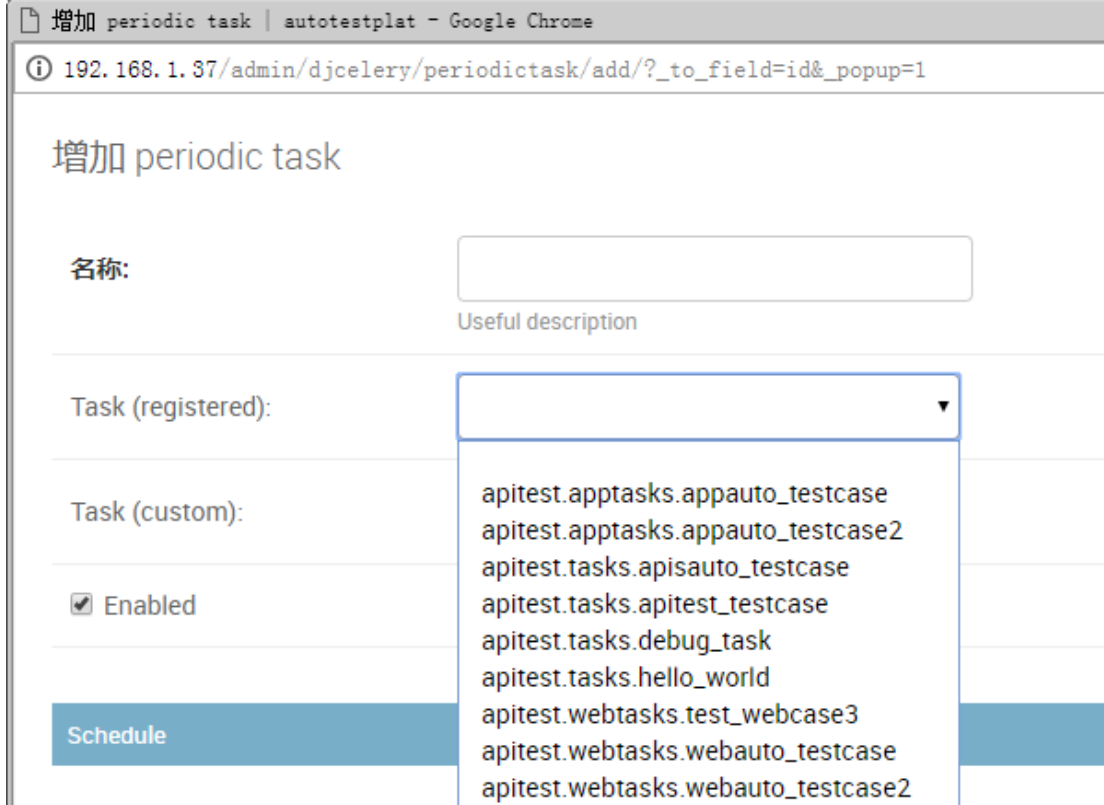 增加 periodic task | autotestplat - Google Chrome
192.168.1.37/admin/djcelery/periodictask/add/?_to_field=id&_popup=1
增加 periodic task
名称:
Useful description
Task (registered):
apitest.apptasks.appauto_testcase
apitest.apptasks.appauto_testcase2
Task (custom):
apitest.tasks.apisauto_testcase
apitest.tasks.apitest_testcase
Enabled
apitest.tasks.debug_task
apitest.tasks.hello_world
apitest.webtasks.test_webcase3
Schedule
apitest.webtasks.webauto_testcase
apitest.webtasks.webauto_testcase2